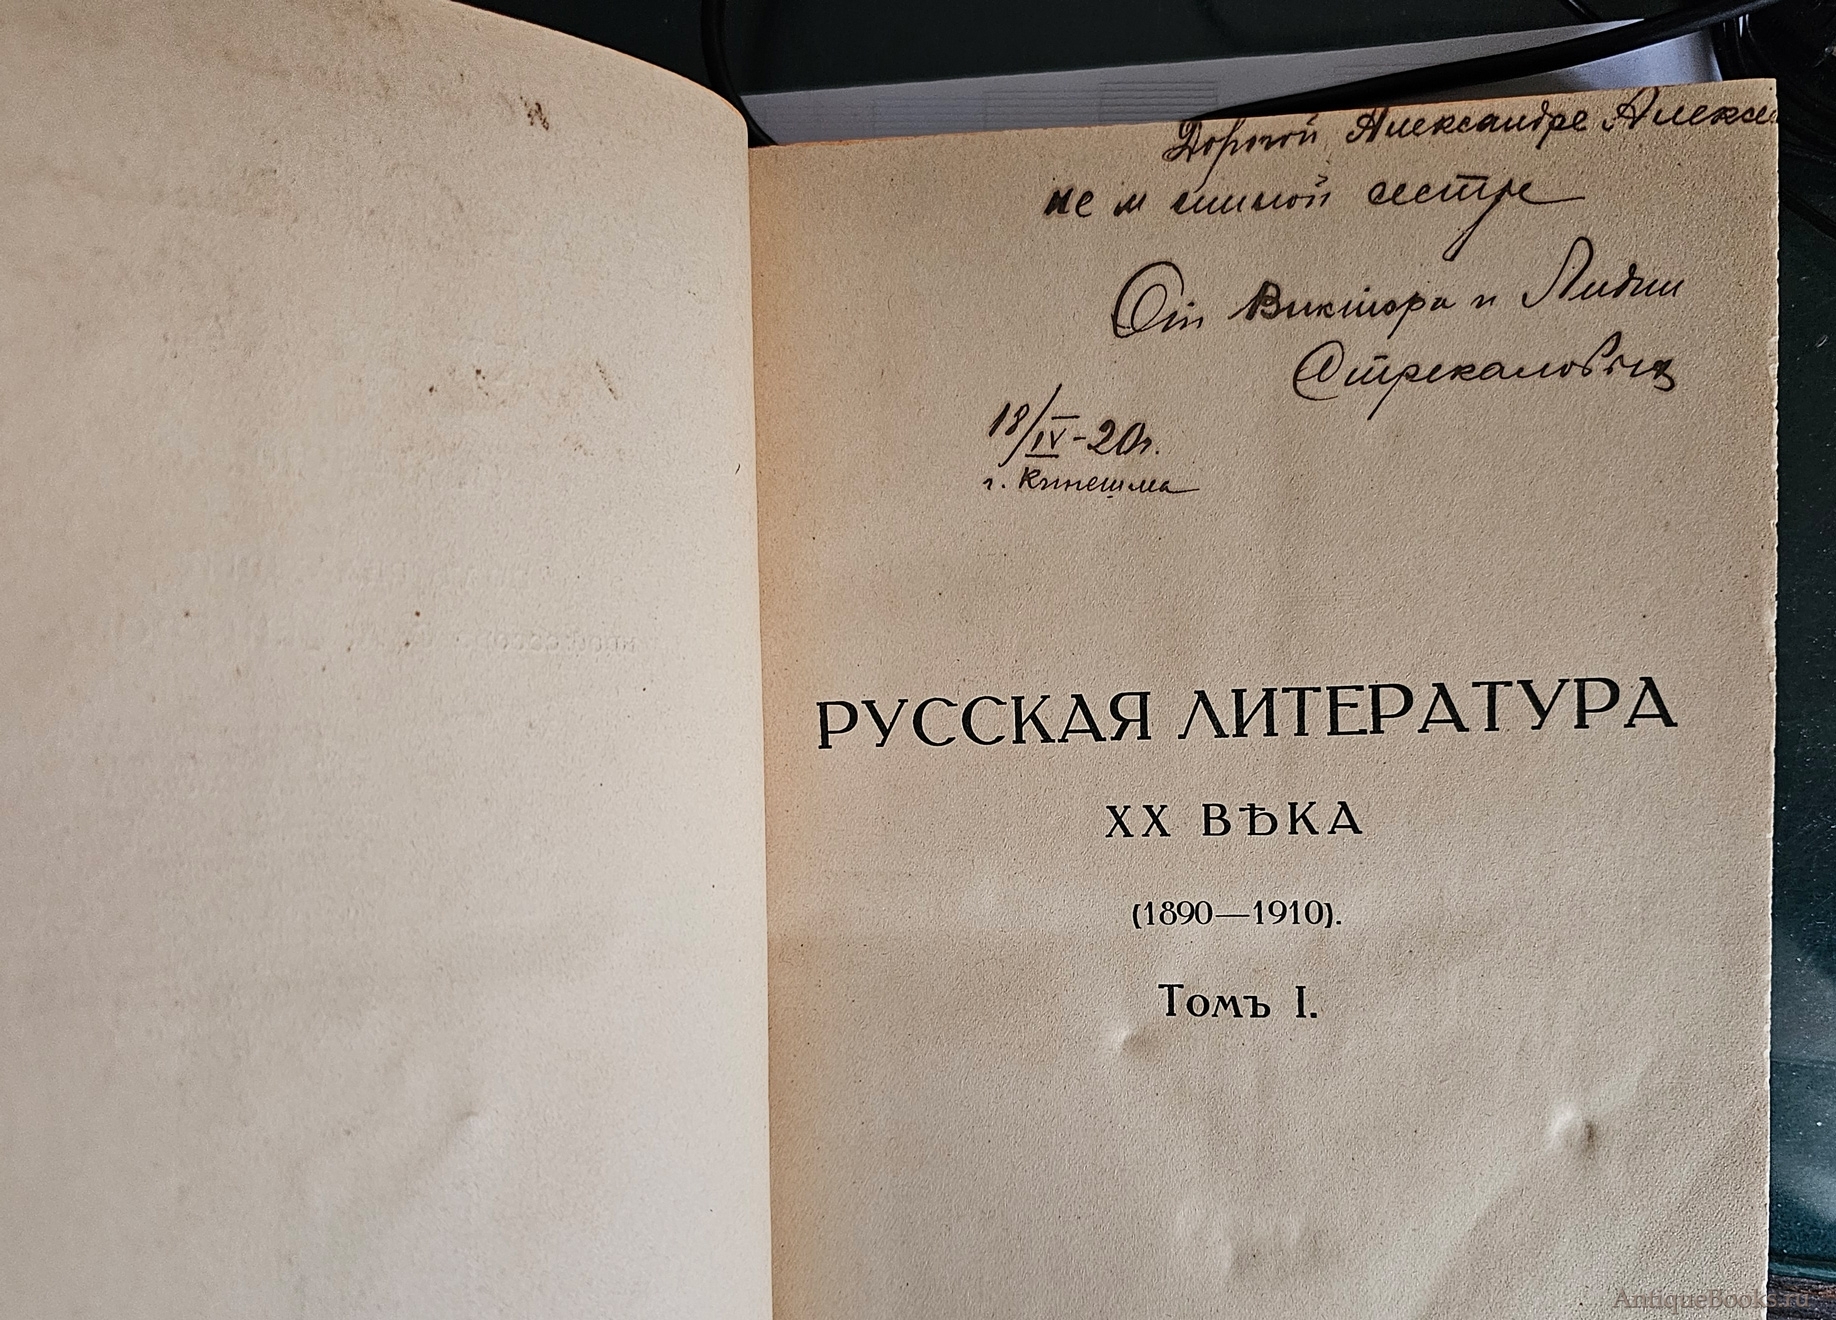 Дорогой Александре Алексе
не и милой сестре
От Виктора и Лидии
Стрекаловых
18/IV-20г.
г. Кинешма
РУССКАЯ ЛИТЕРАТУРА
XX ВѢКА
(1890—1910).
Томъ I.
AntiqueBooks.ru